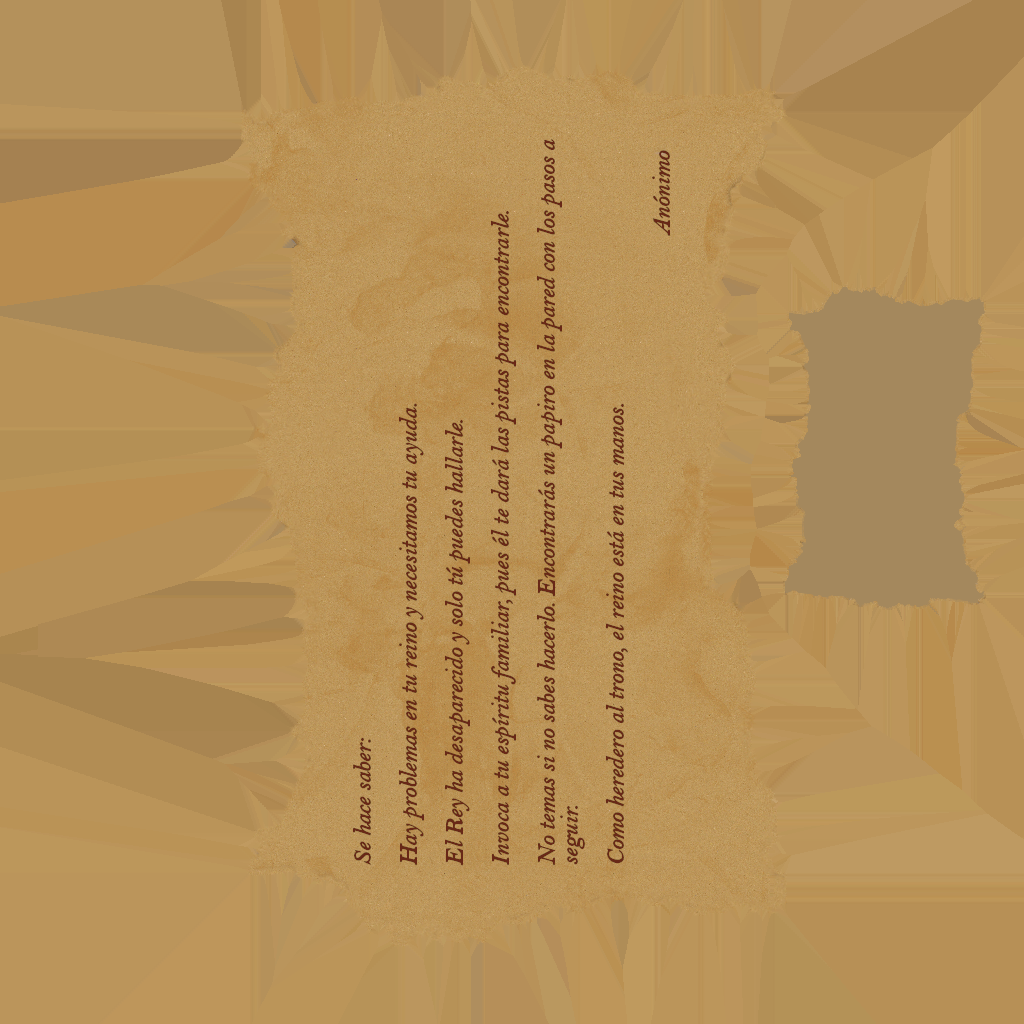 Se hace saber:
Hay problemas en tu reino y necesitamos tu ayuda.
El Rey ha desaparecido y solo tú puedes hallarle.
Invoca a tu espíritu familiar, pues él te dará las pistas para encontrarle.
No temas si no sabes hacerlo. Encontrarás un papiro en la pared con los pasos a
seguir.
Como heredero al trono, el reino está en tus manos.
Anónimo